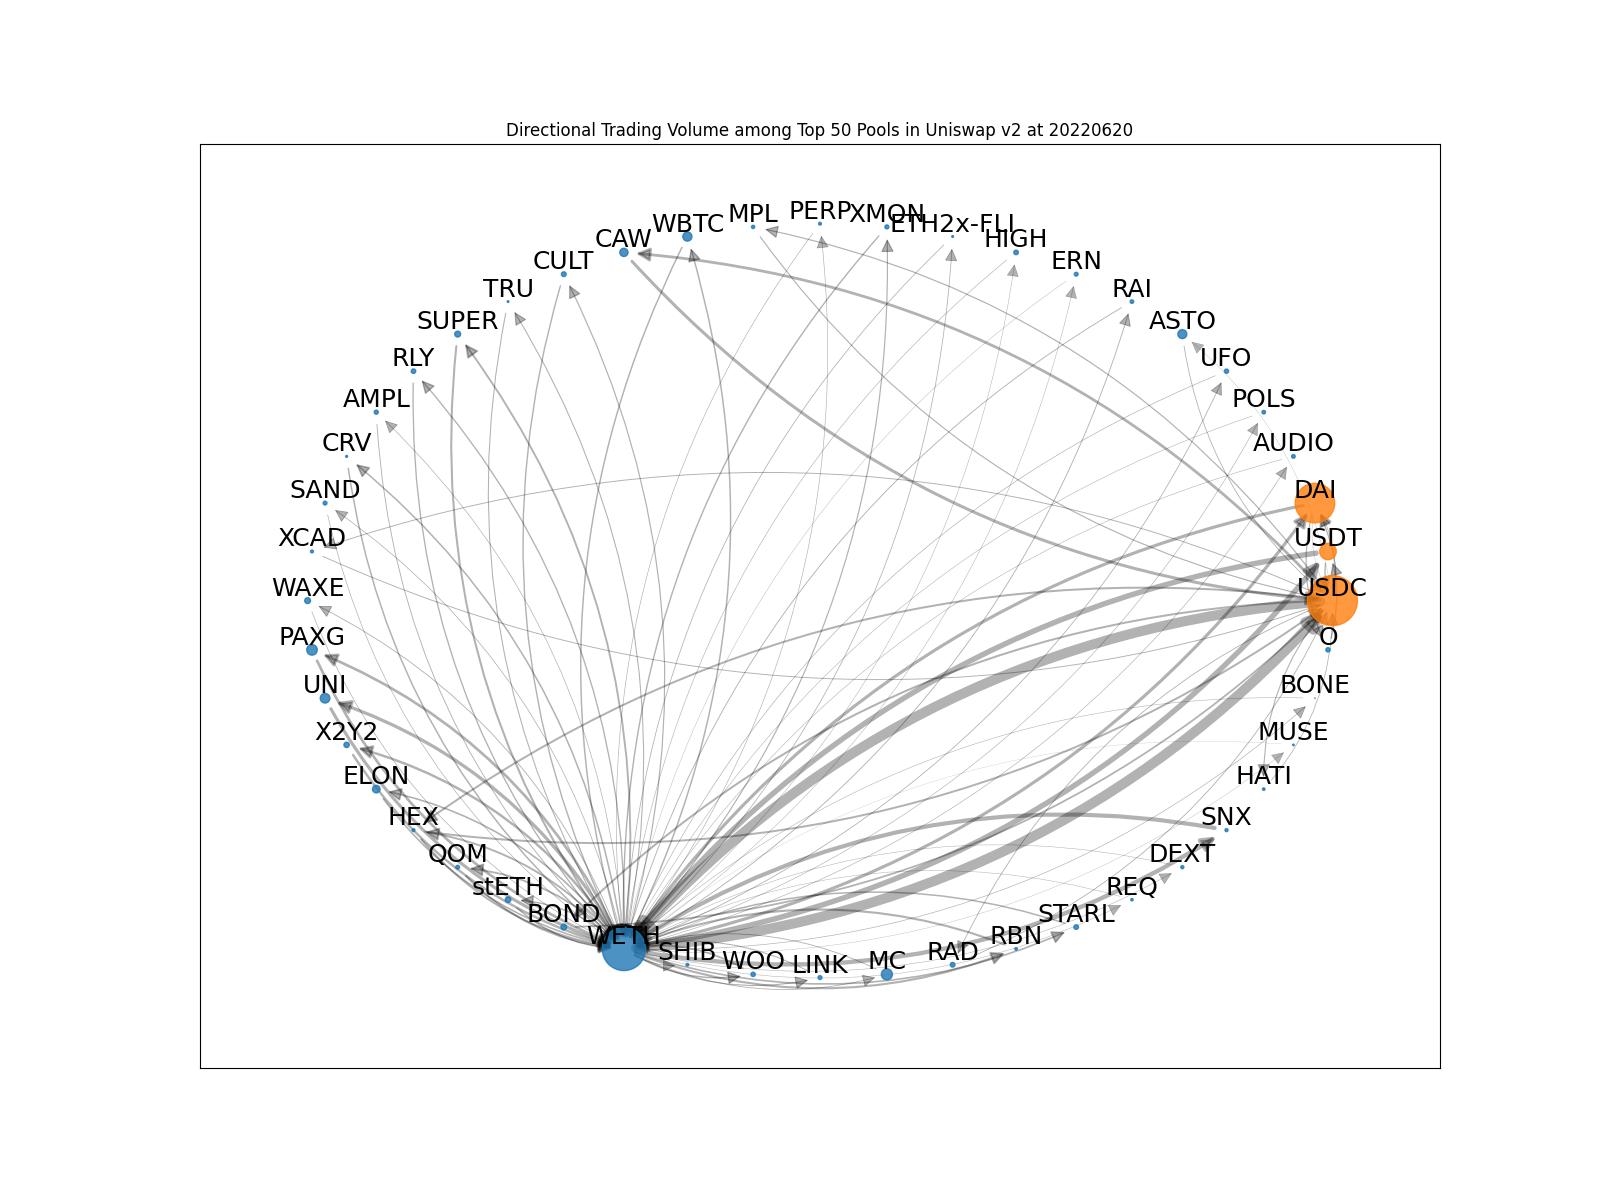 Directional Trading Volume among Top 50 Pools in Uniswap v2 at 20220620
MPL
PERP
XMON
WBTC
ETH2x-FLI
CAW
HIGH
CULT
ERN
TRU
RAI
SUPER
ASTO
RLY
UFO
AMPL
POLS
CRV
AUDIO
SAND
DAI
XCAD
USDT
WAXE
USDC
PAXG
O
UNI
BONE
X2Y2
MUSE
ELON
HATI
HEX
SNX
QOM
DEXT
stETH
REQ
BOND
STARL
WETH
RBN
SHIB
RAD
WOO
LINK
MC